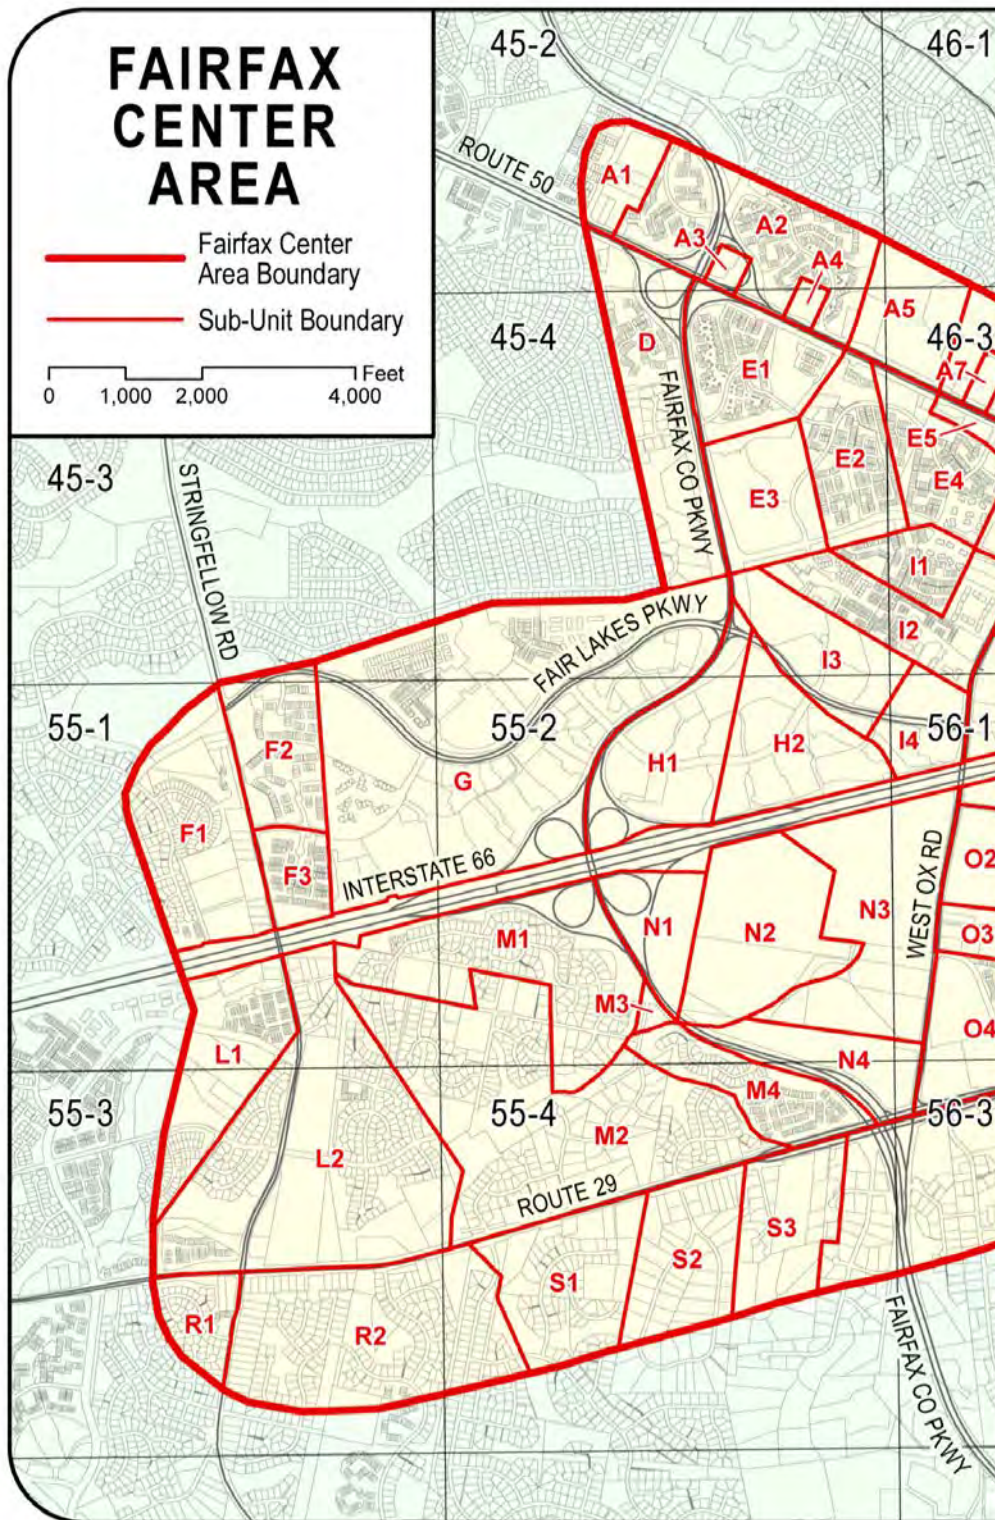 FAIRFAX
CENTER
AREA
Fairfax Center
Area Boundary
Sub-Unit Boundary
Feet
0 1,000 2,000 4,000
45-2
46-1
ROUTE 50
A1
A2
A3
A4
A5
45-4
46-3
D
E1
A7
FAIRFAX CO PKWY
E5
45-3
STRINGFELLOW RD
E2
E4
E3
I1
FAIR LAKES PKWY
I2
I3
55-1
55-2
56-1
F2
I4
H1
H2
G
F1
F3
INTERSTATE 66
O2
WEST OX RD
N3
N1
N2
M1
O3
M3
O4
L1
N4
55-3
55-4
M4
56-3
M2
L2
ROUTE 29
S3
S2
S1
R1
R2
FAIRFAX CO PKWY